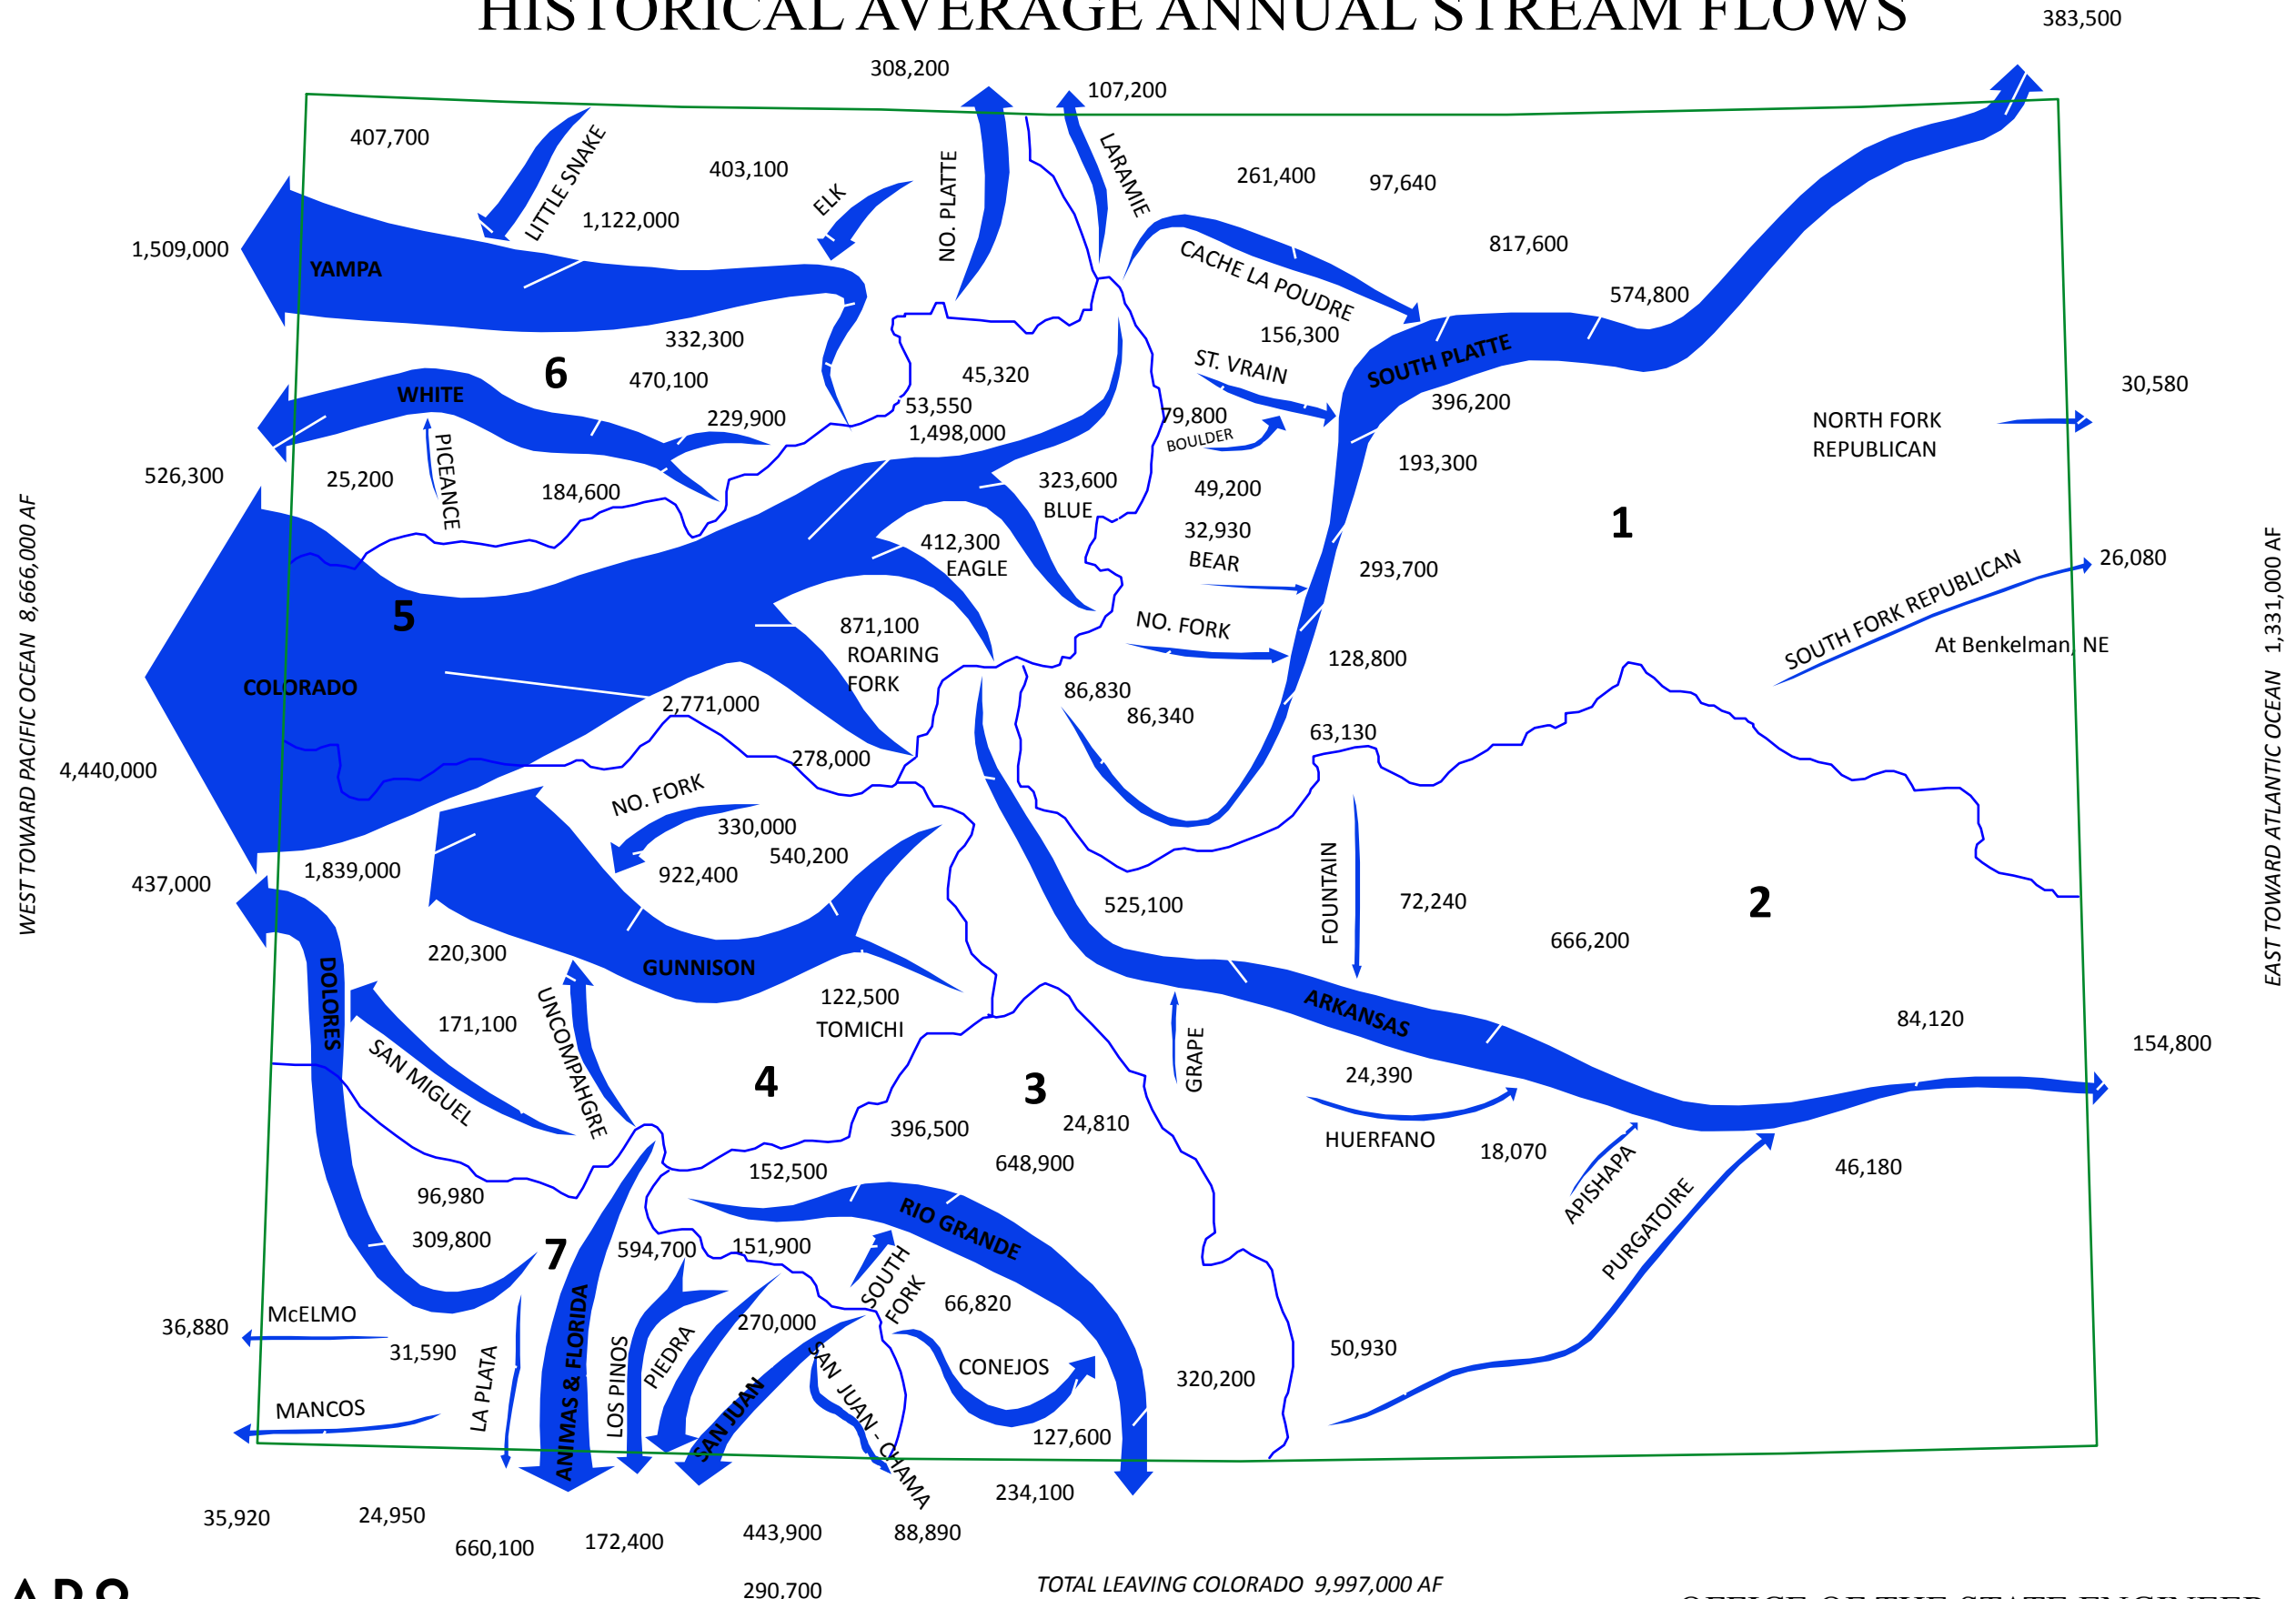 HISTORICAL AVERAGE ANNUAL STREAM FLOWS
383,500
308,200
107,200
407,700
LITTLE SNAKE
403,100
ELK
NO. PLATTE
LARAMIE
261,400
97,640
1,122,000
1,509,000
YAMPA
CACHE LA POUDRE
817,600
574,800
332,300
156,300
SOUTH PLATTE
6
470,100
45,320
ST. VRAIN
30,580
WHITE
53,550
229,900
1,498,000
79,800
BOULDER
396,200
NORTH FORK
REPUBLICAN
PICEANCE
193,300
526,300
25,200
184,600
323,600
BLUE
49,200
1
32,930
BEAR
412,300
EAGLE
293,700
SOUTH FORK REPUBLICAN
26,080
At Benkelman, NE
WEST TOWARD PACIFIC OCEAN 8,666,000 AF
EAST TOWARD ATLANTIC OCEAN 1,331,000 AF
5
871,100
ROARING
FORK
NO. FORK
128,800
COLORADO
2,771,000
86,830
86,340
63,130
278,000
4,440,000
NO. FORK
330,000
540,200
922,400
1,839,000
437,000
525,100
FOUNTAIN
72,240
2
666,200
220,300
GUNNISON
DOLORES
122,500
TOMICHI
171,100
UNCOMPAHGRE
SAN MIGUEL
ARKANSAS
84,120
154,800
GRAPE
4
3
24,390
396,500
24,810
HUERFANO
18,070
APISHAPA
46,180
648,900
152,500
96,980
RIO GRANDE
PURGATOIRE
309,800
7
594,700
151,900
SOUTH
FORK
66,820
McELMO
36,880
31,590
270,000
50,930
LA PLATA
ANIMAS & FLORIDA
LOS PINOS
PIEDRA
SAN JUAN
SAN JUAN - CHAMA
CONEJOS
320,200
MANCOS
127,600
234,100
35,920
24,950
660,100
172,400
443,900
88,890
290,700
TOTAL LEAVING COLORADO 9,997,000 AF
ADO
OFFICE OF THE STATE ENGINEER